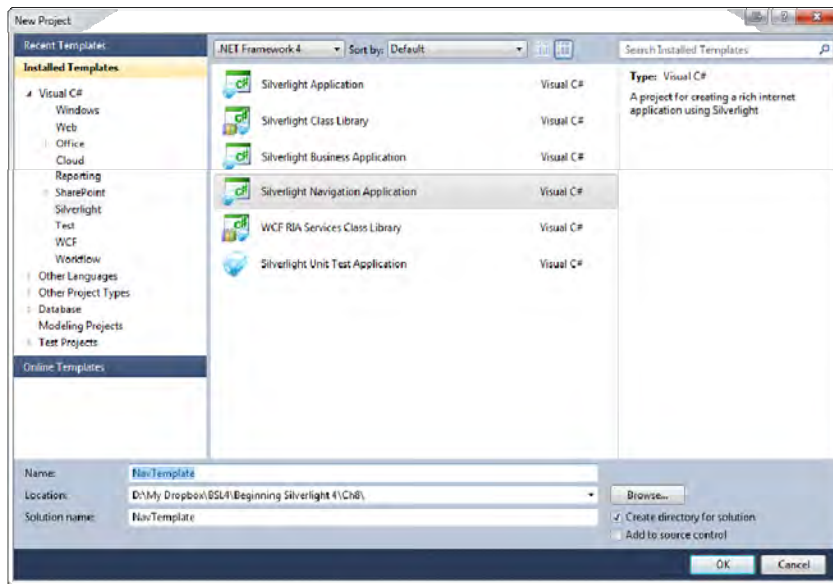 New Project
Recent Templates
.NET Framework 4
Sort by: Default
Search Installed Templates
Installed Templates
Visual C#
Windows
Web
Office
Cloud
Reporting
SharePoint
Silverlight
Test
WCF
Workflow
Other Languages
Other Project Types
Database
Modeling Projects
Test Projects
Online Templates
Silverlight Application Visual C#
Silverlight Class Library Visual C#
Silverlight Business Application Visual C#
Silverlight Navigation Application Visual C#
WCF RIA Services Class Library Visual C#
Silverlight Unit Test Application Visual C#
Type: Visual C#
A project for creating a rich internet
application using Silverlight
Name: NavTemplate
Location: D:\My Dropbox\BSL4\Beginning Silverlight 4\Ch8\
Browse...
Solution name: NavTemplate
Create directory for solution
Add to source control
OK Cancel